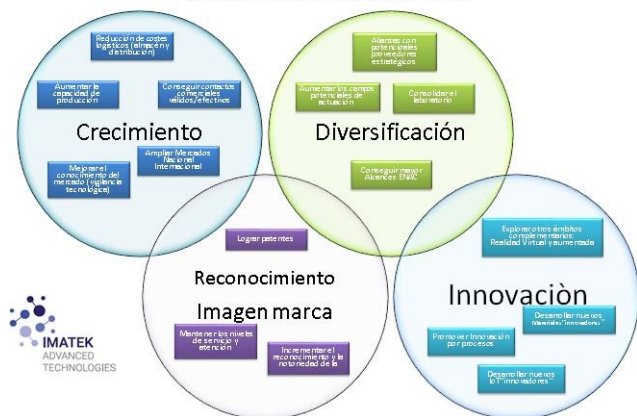 Reducción de costes
logísticos (almacén y
distribución)
Aumentar la
capacidad de
producción
Conseguir contactos
comerciales
válidos/efectivos
Crecimiento
Mejorar el
conocimiento del
mercado (vigilancia
tecnológica)
Ampliar Mercados
Nacional
Internacional
Alianzas con
potenciales
proveedores
estratégicos
Aumentar los campos
potenciales de
actuación
Consolidar el
laboratorio
Diversificación
Conseguir mayor
Alcances ENAC
Lograr patentes
Reconocimiento
Imagen marca
Mantener los niveles
de servicio y
atención
Incrementar el
reconocimiento y la
notoriedad de la
Explorar otros ámbitos
complementarios:
Realidad Virtual y aumentada
Innovaciòn
Desarrollar nuevos
Materiales "innovadores"
Promover Innovación
por procesos
Desarrollar nuevos
IoT "innovadores"
IMATEK
ADVANCED
TECHNOLOGIES